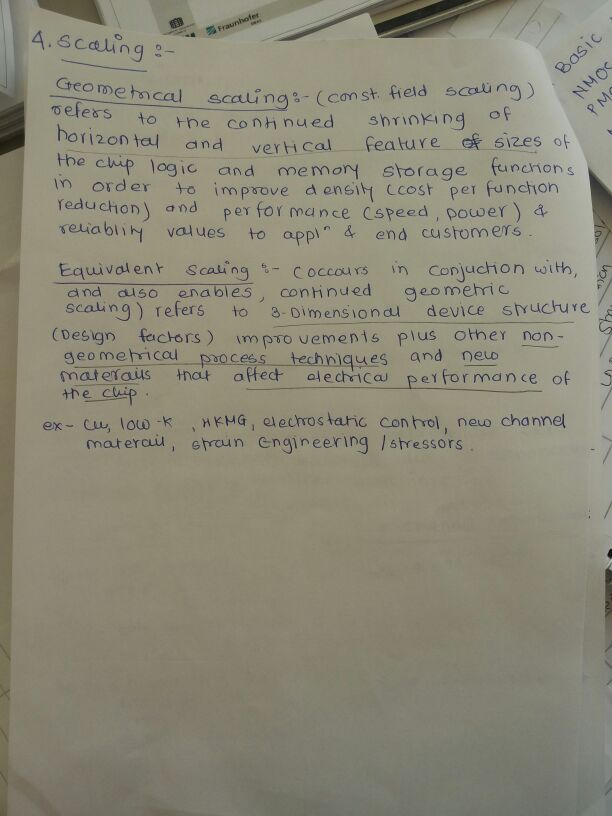 Fraunhofer
Basic
NMOS
4. Scaling :-
Geometrical scaling:- (const. field scaling)
refers to the continued shrinking of
horizontal and vertical feature sizes of
the chip logic and memory storage functions
in order to improve density (cost per function
reduction) and performance (speed, power) &
reliablity values to appln & end customers.
Equivalent Scaling :- (occours in conjuction with,
and also enables, continued geometric
scaling) refers to 3-Dimensional device structure
(Design factors) improvements plus other non-
geometrical process techniques and new
materails that affect electrical performance of
the chip.
ex- Cu, low-k, HKMG, electrostatic control, new channel
materail, strain Engineering /stressors.